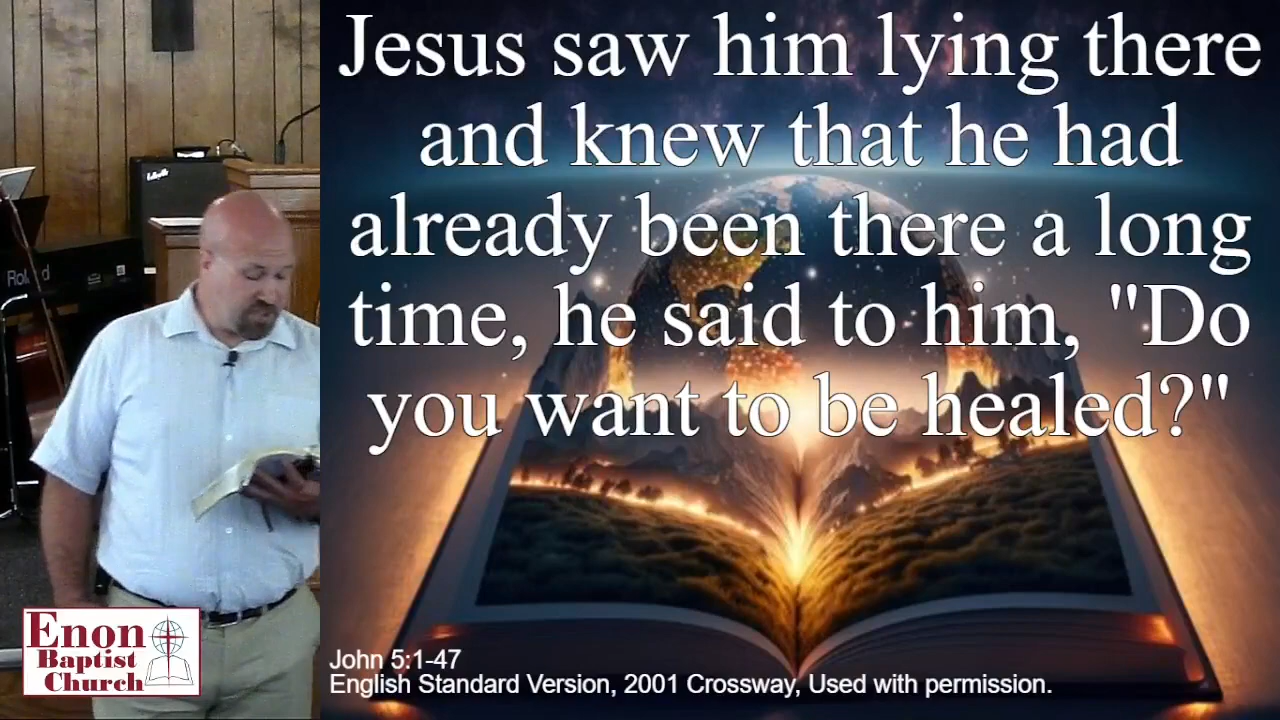 Jesus saw him lying there
and knew that he had
already been there a long
time, he said to him, "Do
you want to be healed?"
John 5:1-47
English Standard Version, 2001 Crossway, Used with permission.
Enon
Baptist
Church